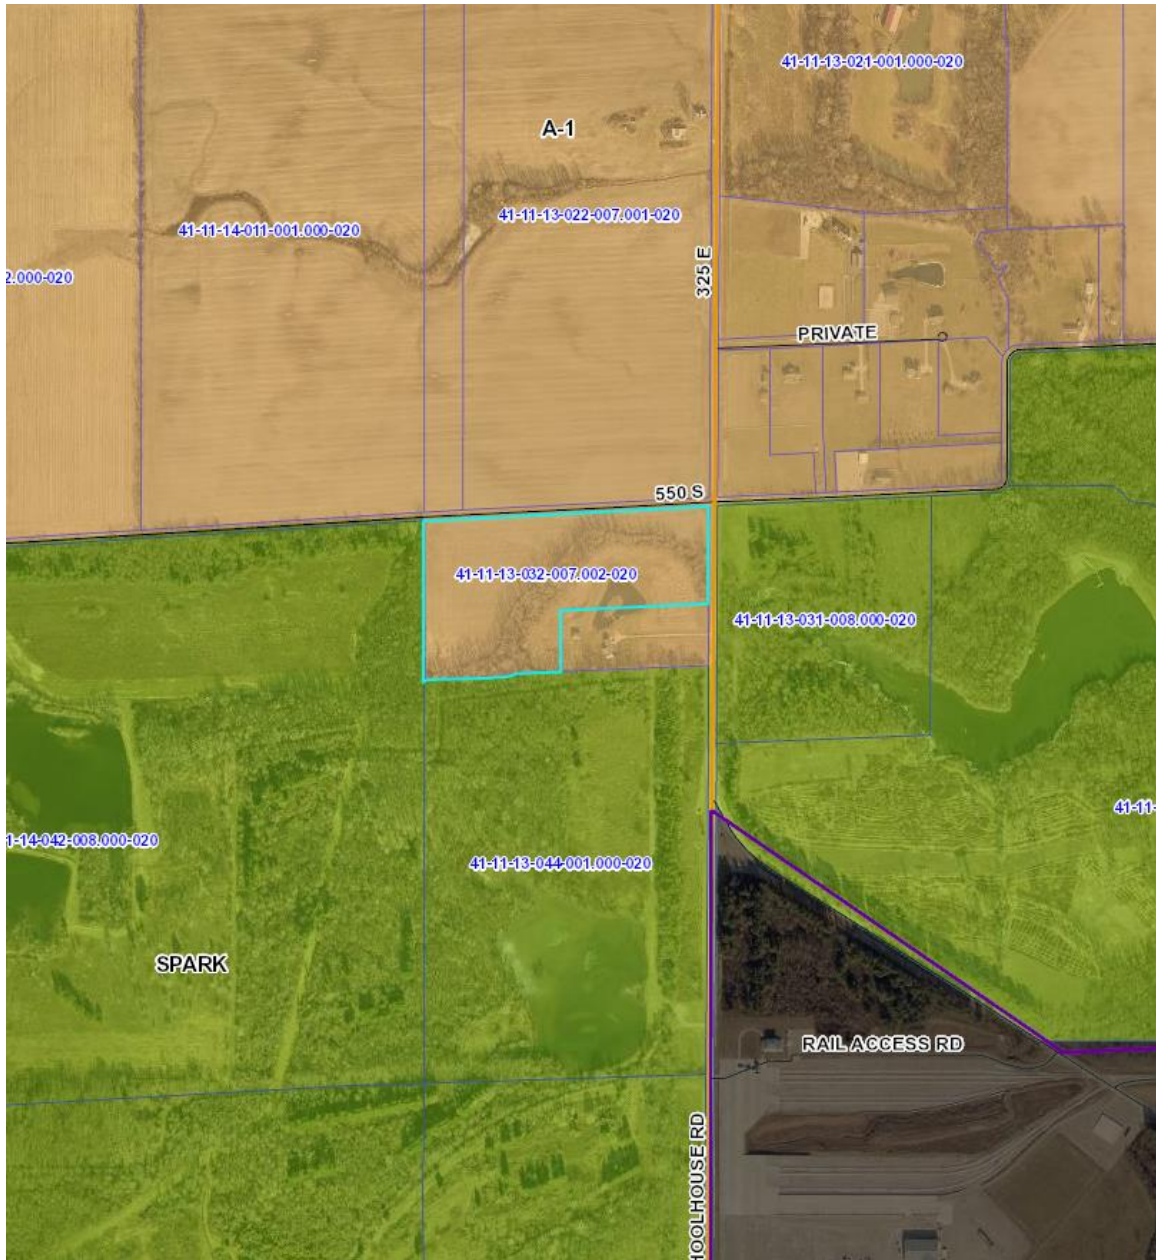 41-11-13-021-001.000-020
A-1
41-11-13-022-007.001-020
41-11-14-011-001.000-020
2.000-020
325 E
PRIVATE
550 S
41-11-13-032-007.002-020
41-11-13-031-008.000-020
41-11-
1-14-042-008.000-020
41-11-13-044-001.000-020
SPARK
RAIL ACCESS RD
HOOLHOUSE RD